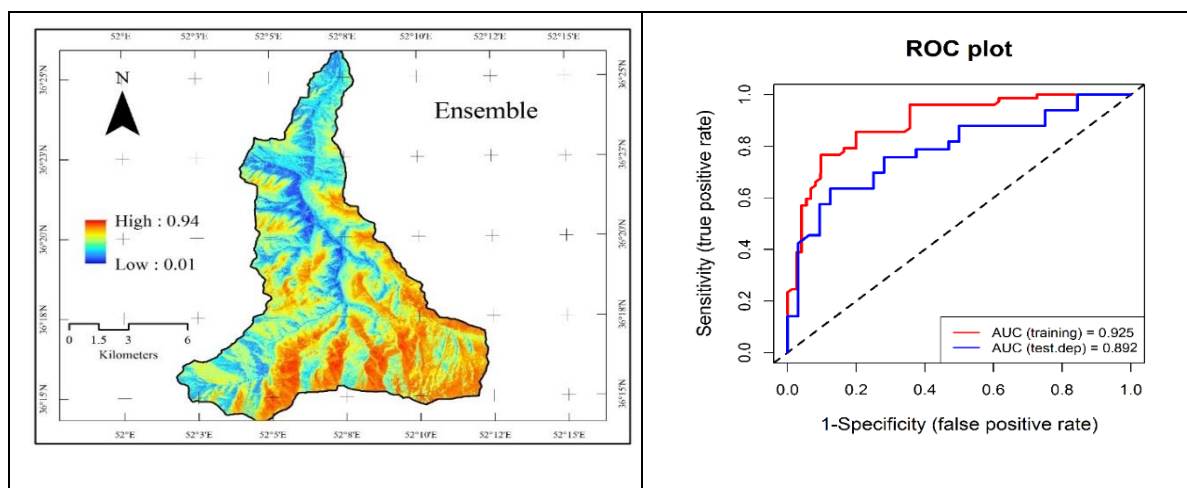 52°E 52°3'E 52°5'E 52°8'E 52°10'E 52°12'E 52°15'E
36°25'N 36°25'N
N
Ensemble
36°23'N 36°23'N
High : 0.94
Low : 0.01
36°20'N 36°20'N
36°18'N 36°18'N
0 1.5 3 6
Kilometers
36°15'N 36°15'N
52°E 52°3'E 52°5'E 52°8'E 52°10'E 52°12'E 52°15'E
ROC plot
Sensitivity (true positive rate)
1.0
0.8
0.6
0.4
0.2
0.0
AUC (training) = 0.925
AUC (test.dep) = 0.892
0.0 0.2 0.4 0.6 0.8 1.0
1-Specificity (false positive rate)